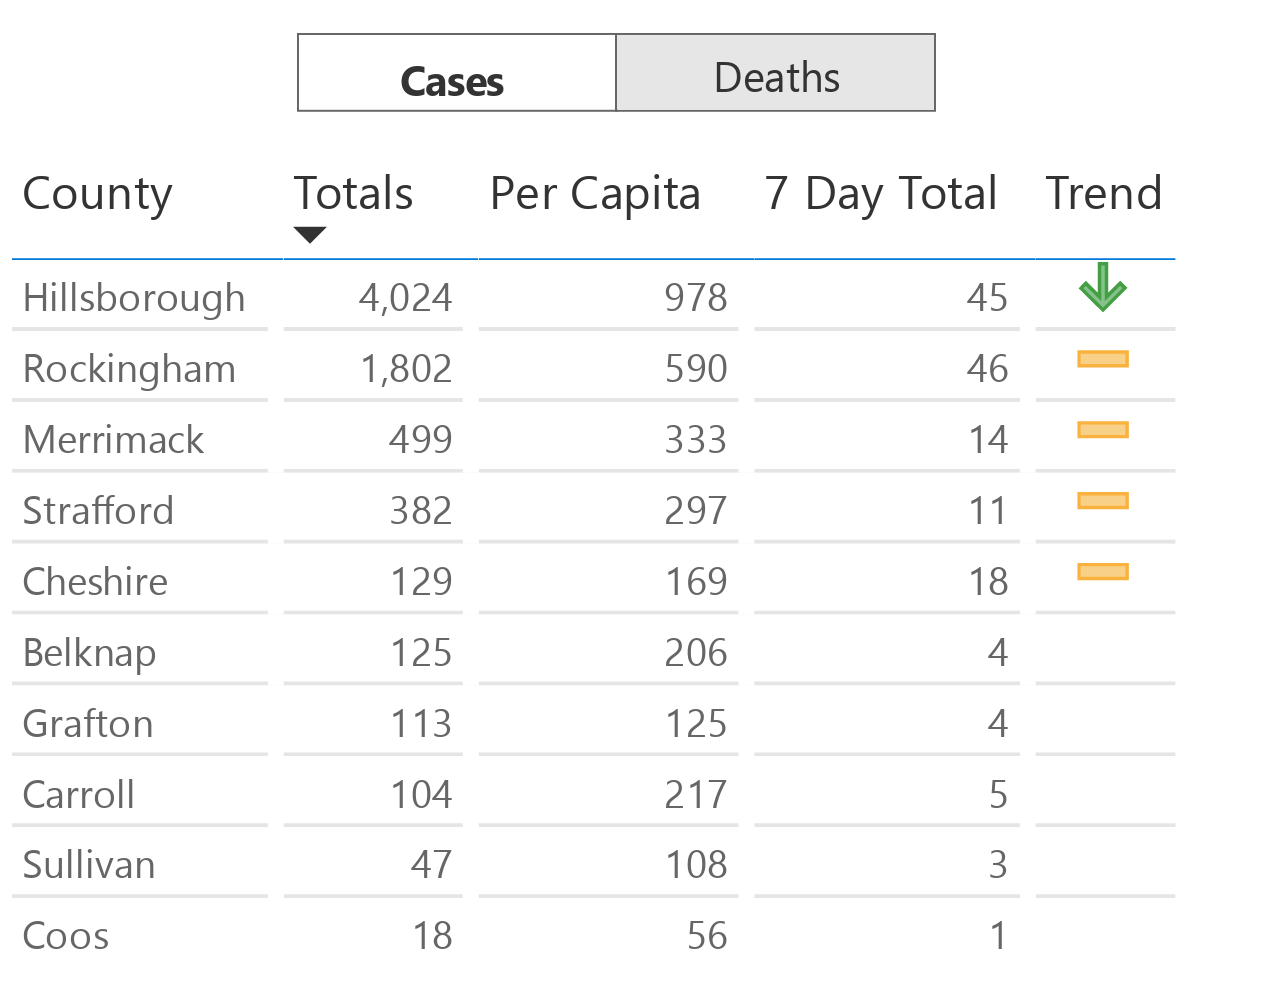 Cases Deaths
County Totals Per Capita 7 Day Total Trend
Hillsborough 4,024 978 45
Rockingham 1,802 590 46
Merrimack 499 333 14
Strafford 382 297 11
Cheshire 129 169 18
Belknap 125 206 4
Grafton 113 125 4
Carroll 104 217 5
Sullivan 47 108 3
Coos 18 56 1